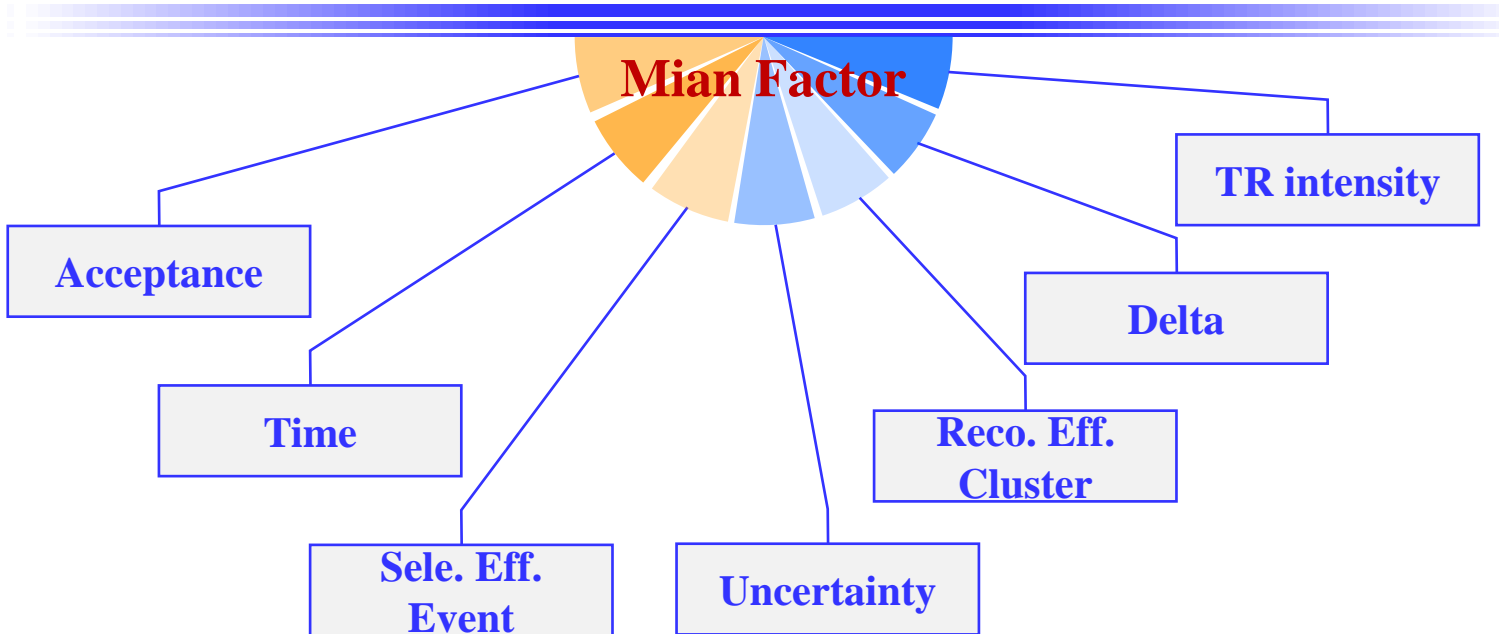 Mian Factor
Acceptance
Time
Sele. Eff.
Event
Uncertainty
Reco. Eff.
Cluster
Delta
TR intensity